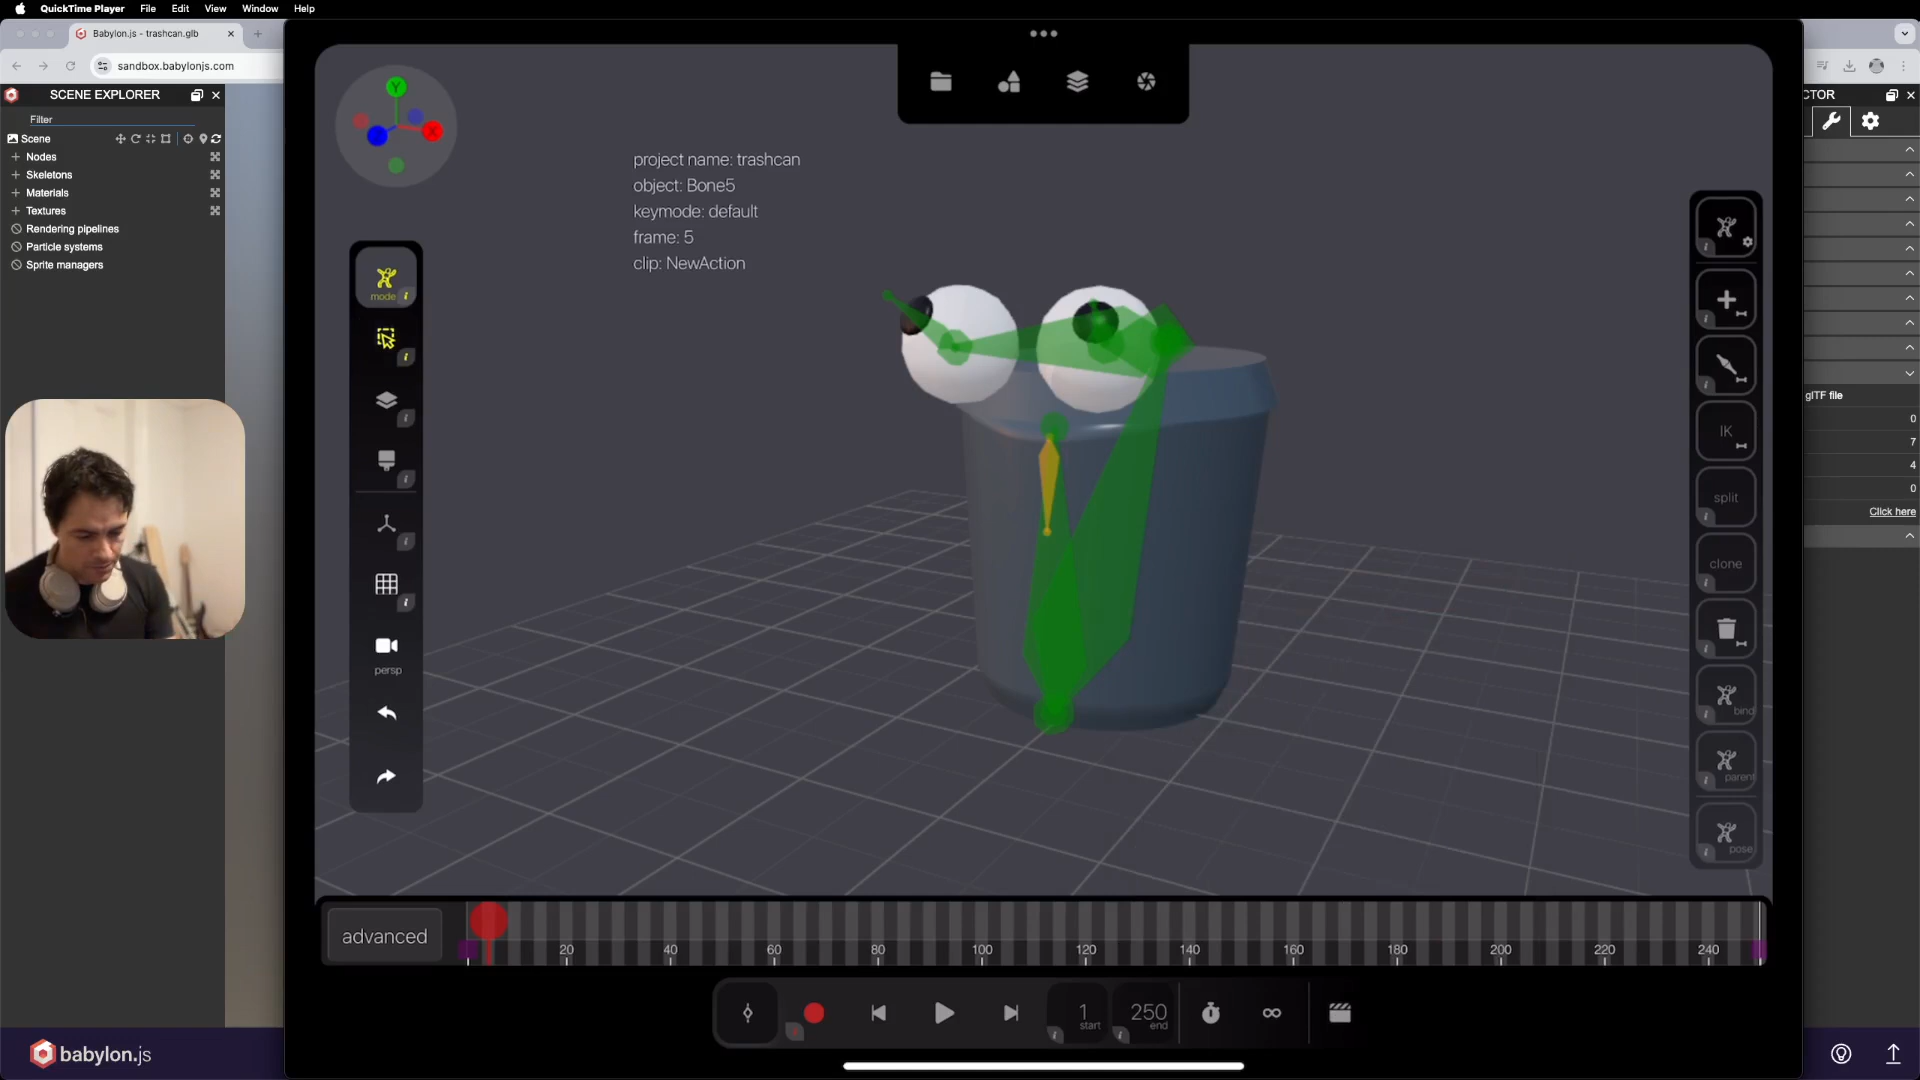 QuickTime Player File Edit View Window Help
Babylon.js - trashcan.glb
sandbox.babylonjs.com
SCENE EXPLORER
Filter
Scene
Nodes
Skeletons
Materials
Textures
Rendering pipelines
Particle systems
Sprite managers
babylon.js
Y
X
project name: trashcan
object: Bone5
keymode: default
frame: 5
clip: NewAction
mode
persp
IK
split
clone
bind
parent
pose
advanced
20 40 60 80 100 120 140 160 180 200 220 240
1 start
250 end
CTOR
glTF file
0
7
4
0
Click here